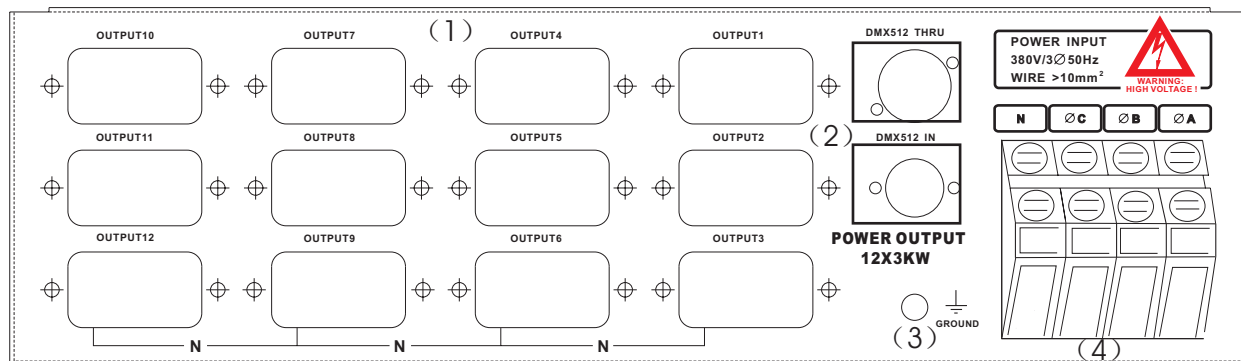 (1)
OUTPUT10
OUTPUT7
OUTPUT4
OUTPUT1
DMX512 THRU
OUTPUT11
OUTPUT8
OUTPUT5
OUTPUT2
(2)
DMX512 IN
OUTPUT12
OUTPUT9
OUTPUT6
OUTPUT3
POWER OUTPUT
12X3KW
N
N
N
(3)
GROUND
POWER INPUT
380V/3∅50Hz
WIRE >10mm²
WARNING:
HIGH VOLTAGE !
N
∅C
∅B
∅A
(4)